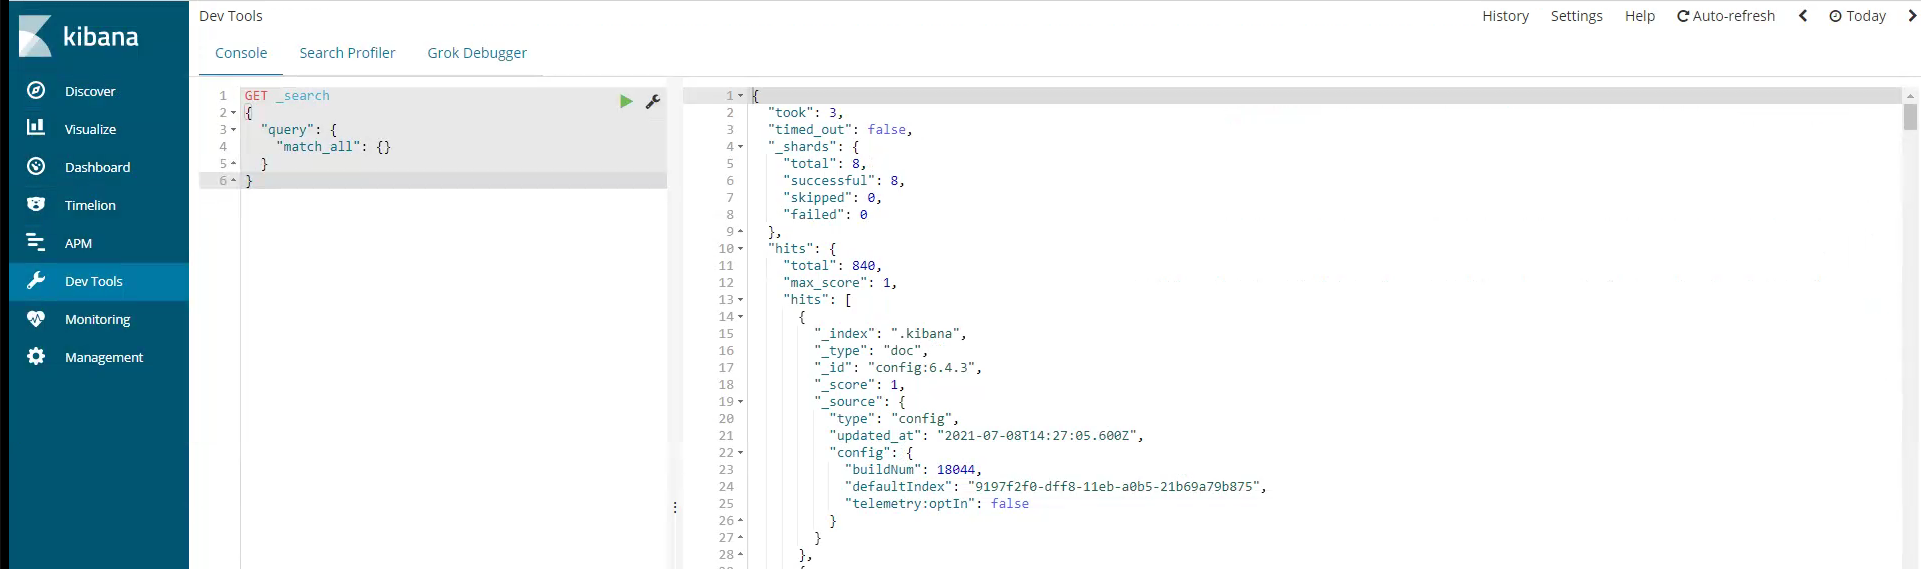 kibana
Discover
Visualize
Dashboard
Timelion
APM
Dev Tools
Monitoring
Management
Dev Tools
History Settings Help Auto-refresh Today
Console Search Profiler Grok Debugger
1 GET _search
2 {
3 "query": {
4 "match_all": {}
5 }
6 }
1 {
2 "took": 3,
3 "timed_out": false,
4 "_shards": {
5 "total": 8,
6 "successful": 8,
7 "skipped": 0,
8 "failed": 0
9 },
10 "hits": {
11 "total": 840,
12 "max_score": 1,
13 "hits": [
14 {
15 "_index": ".kibana",
16 "_type": "doc",
17 "_id": "config:6.4.3",
18 "_score": 1,
19 "_source": {
20 "type": "config",
21 "updated_at": "2021-07-08T14:27:05.600Z",
22 "config": {
23 "buildNum": 18044,
24 "defaultIndex": "9197f2f0-dff8-11eb-a0b5-21b69a79b875",
25 "telemetry:optIn": false
26 }
27 }
28 },